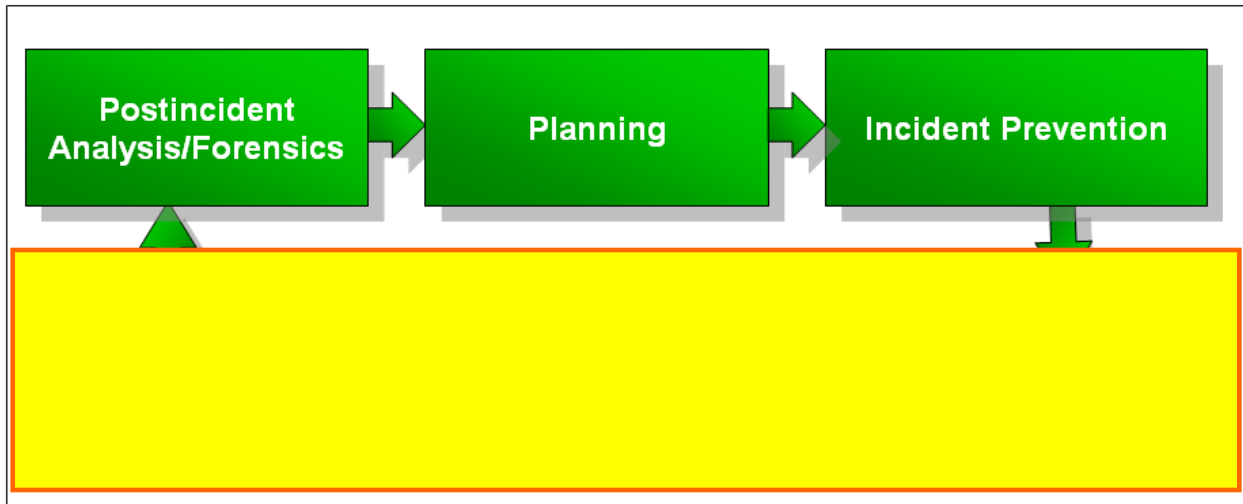 Postincident
Analysis/Forensics
Planning
Incident Prevention